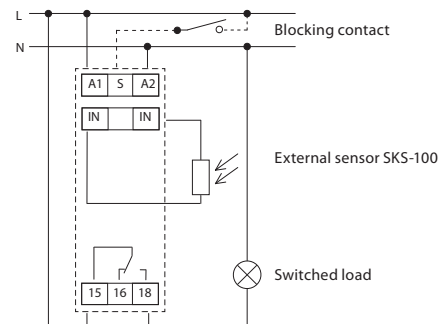 L
Blocking contact
N
A1 S A2
IN IN
External sensor SKS-100
Switched load
15 16 18